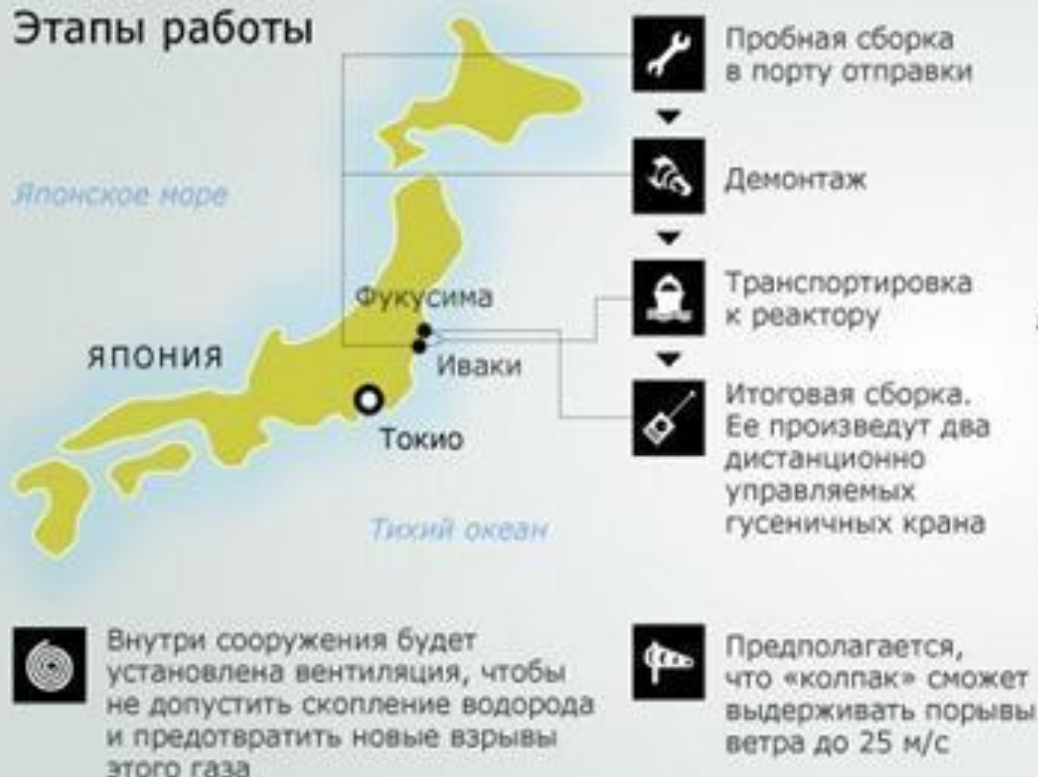 Этапы работы
Пробная сборка
в порту отправки
Демонтаж
Японское море
Транспортировка
к реактору
Фукусима
ЯПОНИЯ
Иваки
Токио
Итоговая сборка.
Ее произведут два
дистанционно
управляемых
гусеничных крана
Тихий океан
Внутри сооружения будет
установлена вентиляция, чтобы
не допустить скопление водорода
и предотвратить новые взрывы
этого газа
Предполагается,
что «колпак» сможет
выдерживать порывы
ветра до 25 м/с